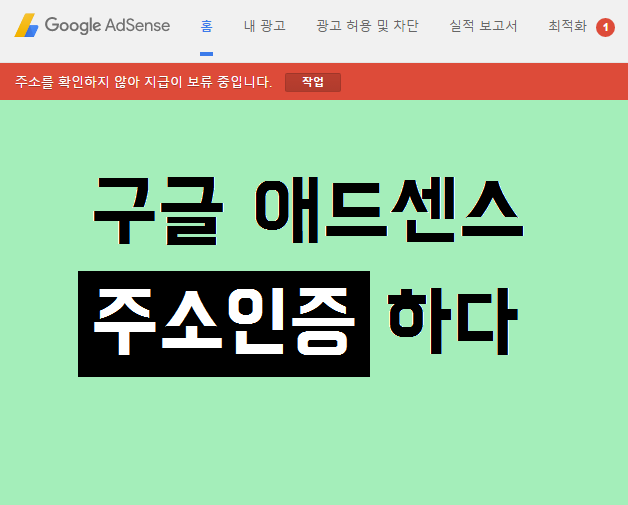 Google AdSense 홈 내 광고 광고 허용 및 차단 실적 보고서 최적화 1
주소를 확인하지 않아 지급이 보류 중입니다. 작업
구글 애드센스
주소인증 하다